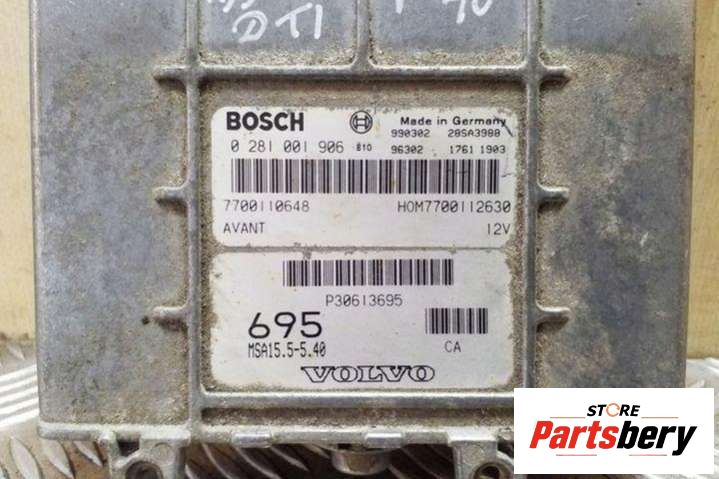 DTI
BOSCH
Made in Germany
990302 28SA3988
0 281 001 906 810 96302 1761 1903
7700110648 HOM7700112630
AVANT 12V
P30613695
695
MSA15.5-5.40
CA
VOLVO
STORE
Partsbery